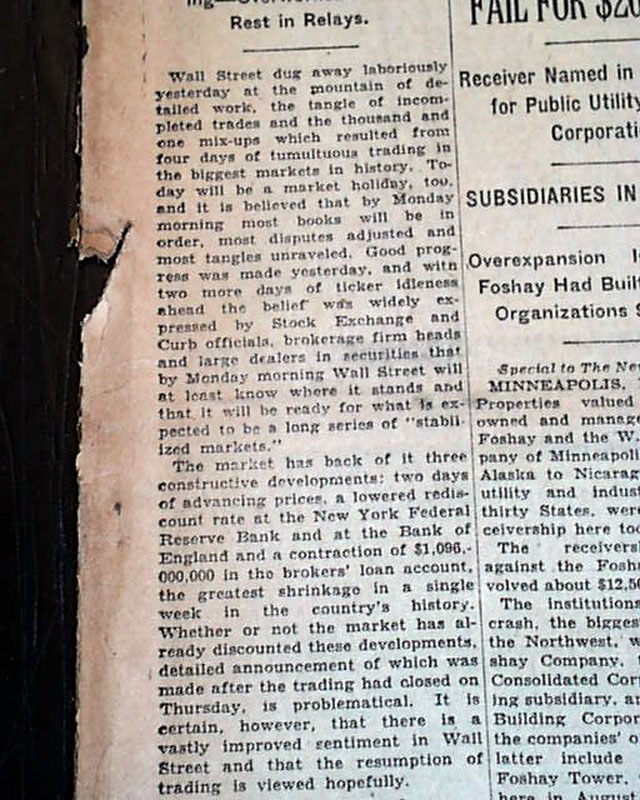 Rest in Relays.
Wall Street dug away laboriously
yesterday at the mountain of de-
tailed work, the tangle of incom-
pleted trades and the thousand and
one mix-ups which resulted from
four days of tumultuous trading in
the biggest markets in history. To-
day will be a market holiday, too,
and it is believed that by Monday
morning most books will be in
order, most disputes adjusted and
most tangles unraveled. Good prog-
ress was made yesterday, and with
two more days of ticker idleness
ahead the belief was widely ex-
pressed by Stock Exchange and
Curb officials, brokerage firm heads
and large dealers in securities that
by Monday morning Wall Street will
at least know where it stands and
that it will be ready for what is ex-
pected to be a long series of "stabil-
ized markets."
The market has back of it three
constructive developments: two days
of advancing prices, a lowered redis-
count rate at the New York Federal
Reserve Bank and at the Bank of
England and a contraction of $1,096,-
000,000 in the brokers' loan account,
the greatest shrinkage in a single
week in the country's history.
Whether or not the market has al-
ready discounted these developments,
detailed announcement of which was
made after the trading had closed on
Thursday, is problematical. It is
certain, however, that there is a
vastly improved sentiment in Wall
Street and that the resumption of
trading is viewed hopefully.
FAIL FOR $20
Receiver Named in
for Public Utility
Corporati
SUBSIDIARIES IN
Overexpansion I
Foshay Had Built
Organizations S
Special to The Ne
MINNEAPOLIS,
Properties valued
owned and manage
Foshay and the W.
pany of Minneapoli
Alaska to Nicarag
utility and indust
thirty States, were
ceivership here too
The receivers
against the Fosha
volved about $12,50
The institutions
crash, the biggest
the Northwest, w
shay Company,
Consolidated Corp
ing subsidiary, an
Building Corpor
the companies' o
latter include
Foshay Tower,
here in August